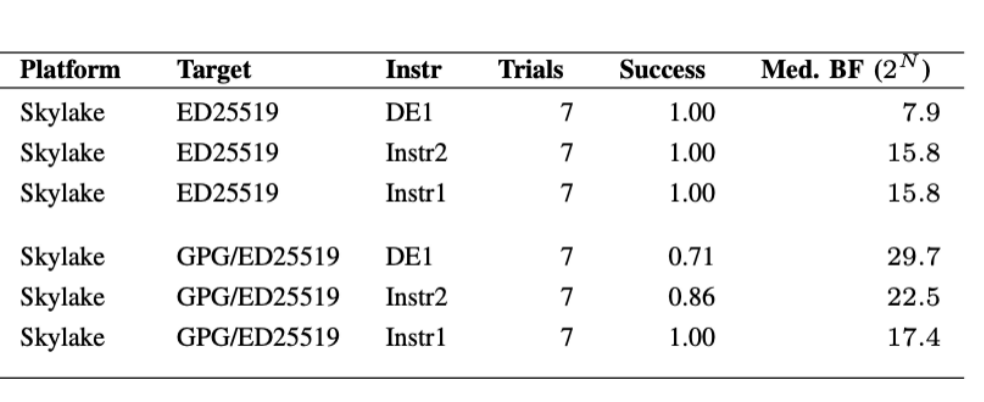 Platform Target Instr Trials Success Med. BF (2^N)
Skylake ED25519 DE1 7 1.00 7.9
Skylake ED25519 Instr2 7 1.00 15.8
Skylake ED25519 Instr1 7 1.00 15.8
Skylake GPG/ED25519 DE1 7 0.71 29.7
Skylake GPG/ED25519 Instr2 7 0.86 22.5
Skylake GPG/ED25519 Instr1 7 1.00 17.4